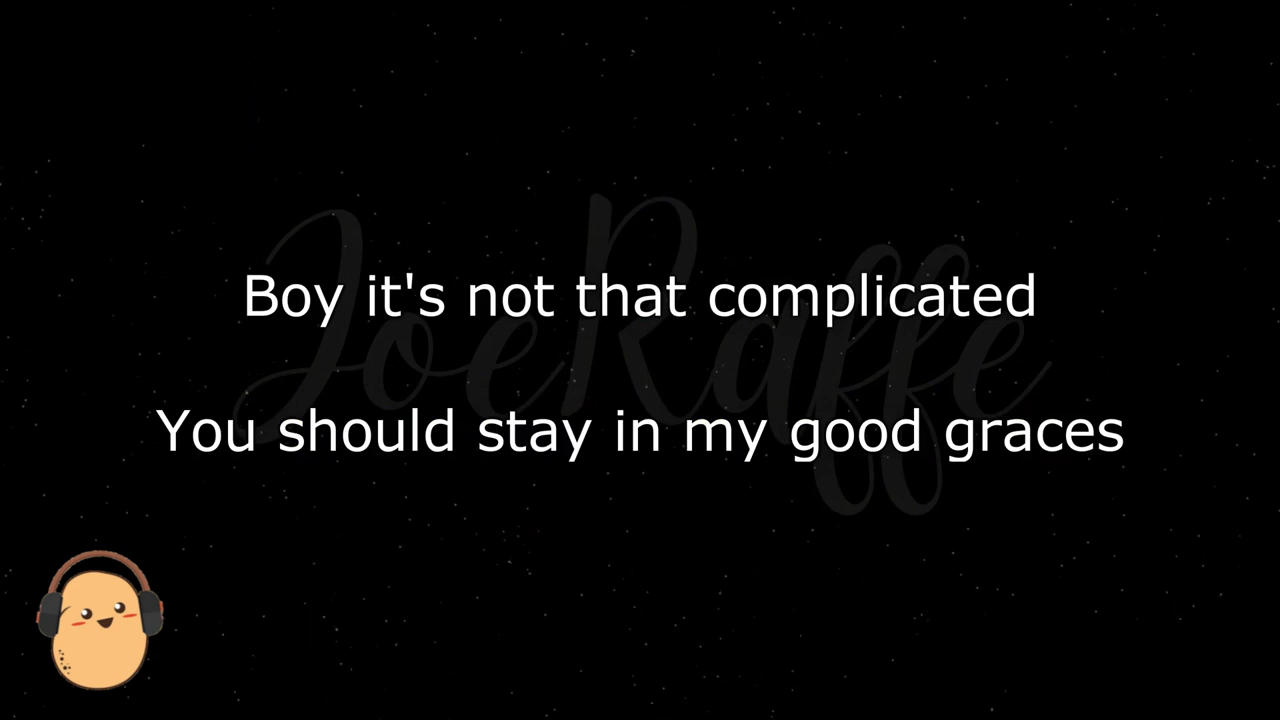 JoeRaffe
Boy it's not that complicated
You should stay in my good graces